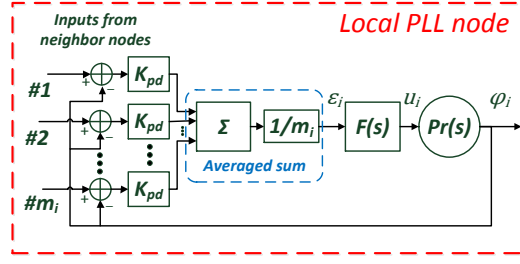 Local PLL node
Inputs from
neighbor nodes
#1
+
−
K_pd
#2
+
−
K_pd
#m_i
+
−
K_pd
Σ
1/m_i
Averaged sum
ε_i
F(s)
u_i
Pr(s)
φ_i